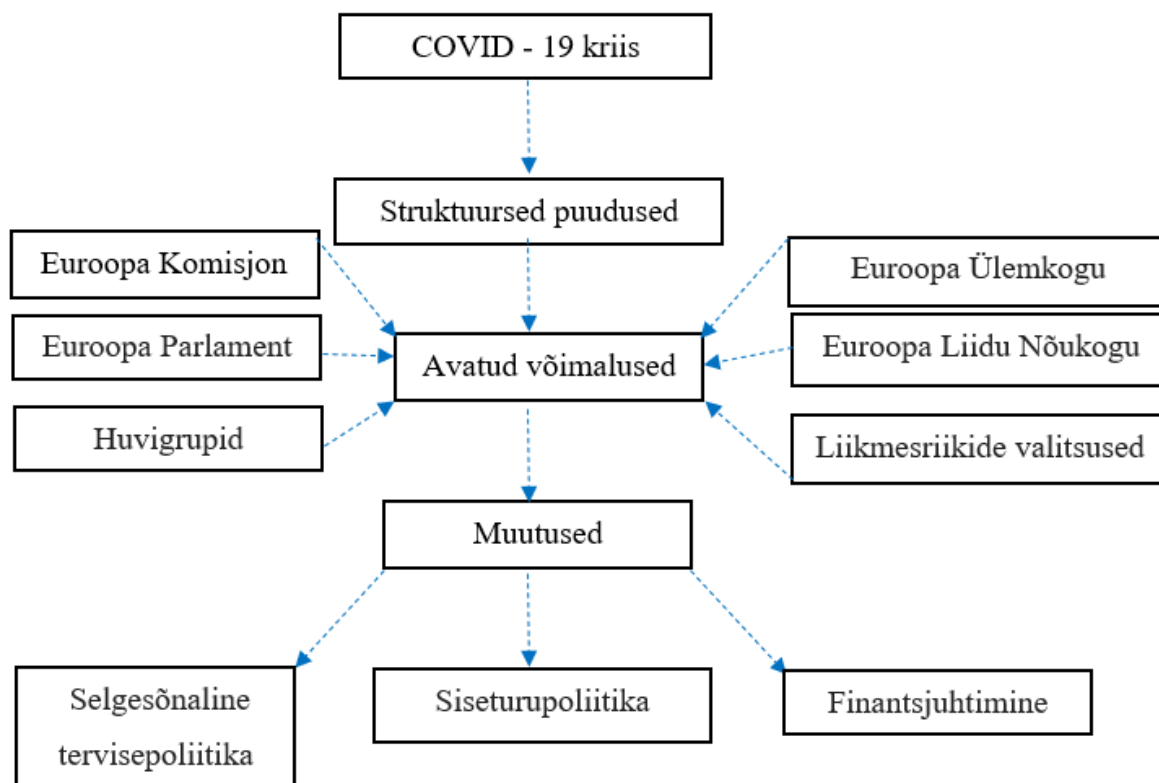 COVID - 19 kriis
Struktuursed puudused
Euroopa Komisjon
Euroopa Ülemkogu
Euroopa Parlament
Avatud võimalused
Euroopa Liidu Nõukogu
Huvigrupid
Liikmesriikide valitsused
Muutused
Selgesõnaline
tervisepoliitika
Siseturupoliitika
Finantsjuhtimine